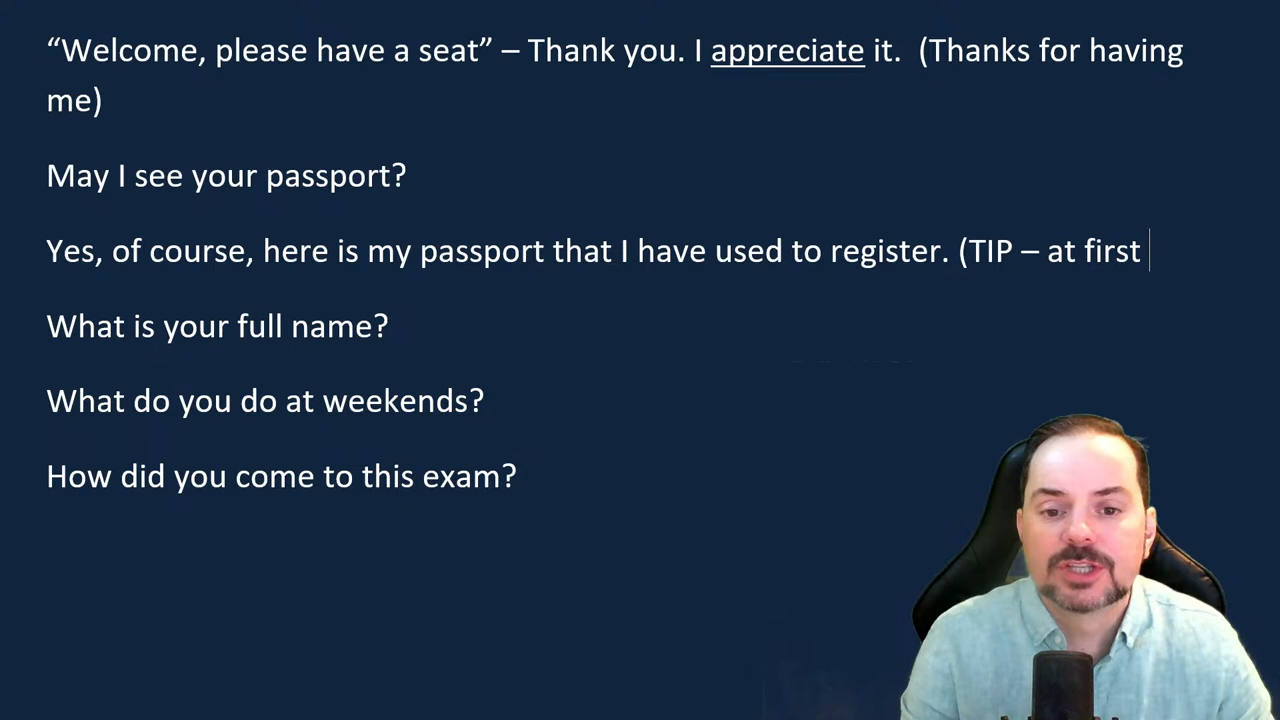 “Welcome, please have a seat” – Thank you. I appreciate it.  (Thanks for having
me)
May I see your passport?
Yes, of course, here is my passport that I have used to register. (TIP – at first
What is your full name?
What do you do at weekends?
How did you come to this exam?